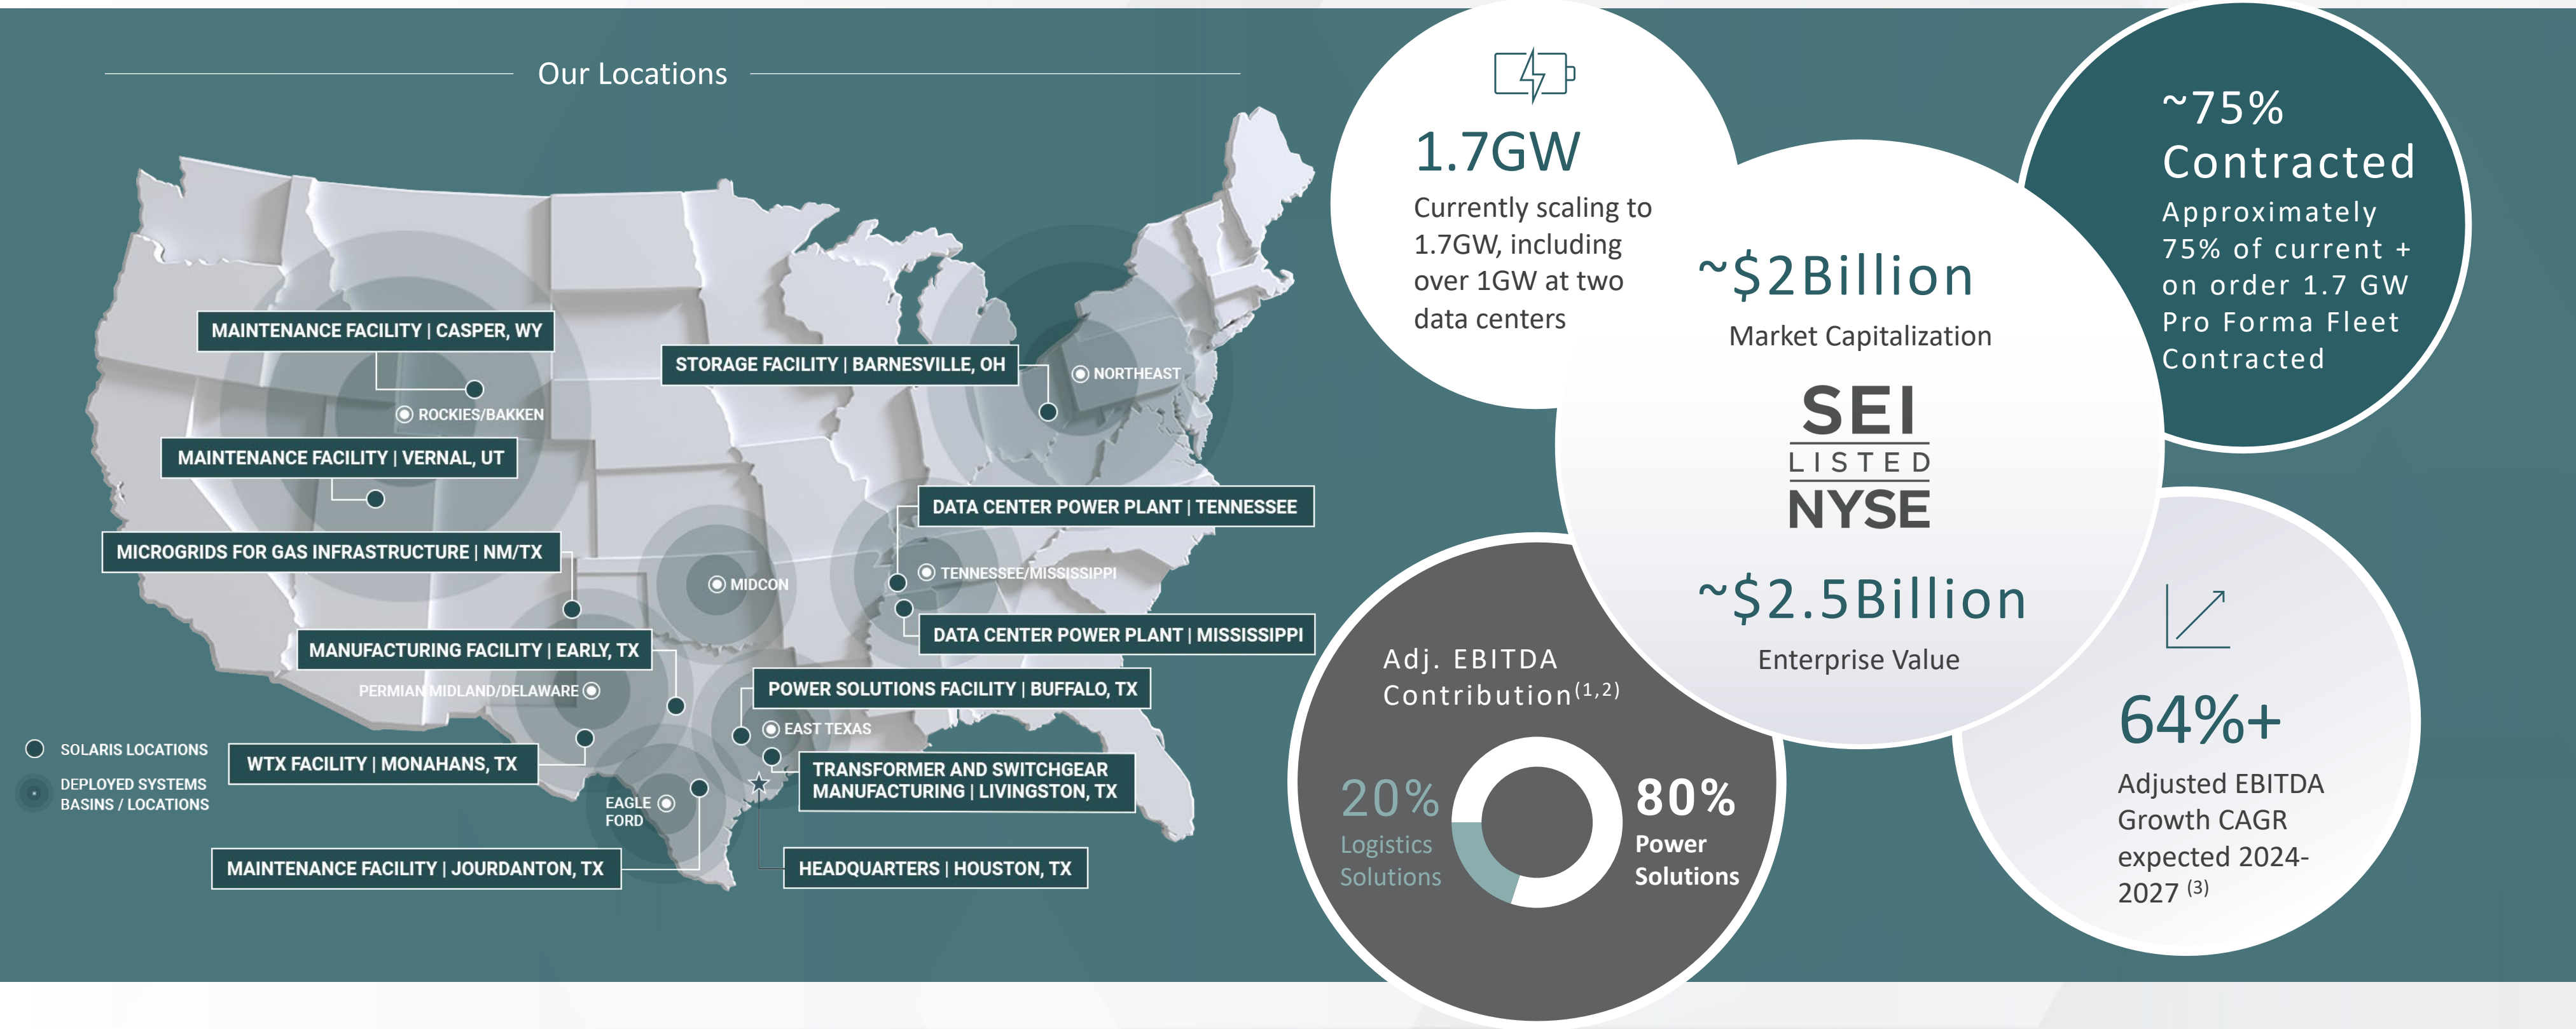 Our Locations
MAINTENANCE FACILITY | CASPER, WY
ROCKIES/BAKKEN
MAINTENANCE FACILITY | VERNAL, UT
MICROGRIDS FOR GAS INFRASTRUCTURE | NM/TX
STORAGE FACILITY | BARNESVILLE, OH
NORTHEAST
DATA CENTER POWER PLANT | TENNESSEE
TENNESSEE/MISSISSIPPI
MIDCON
DATA CENTER POWER PLANT | MISSISSIPPI
MANUFACTURING FACILITY | EARLY, TX
PERMIAN MIDLAND/DELAWARE
POWER SOLUTIONS FACILITY | BUFFALO, TX
EAST TEXAS
WTX FACILITY | MONAHANS, TX
TRANSFORMER AND SWITCHGEAR
MANUFACTURING | LIVINGSTON, TX
EAGLE
FORD
MAINTENANCE FACILITY | JOURDANTON, TX
HEADQUARTERS | HOUSTON, TX
SOLARIS LOCATIONS
DEPLOYED SYSTEMS
BASINS / LOCATIONS
1.7GW
Currently scaling to
1.7GW, including
over 1GW at two
data centers
~$2Billion
Market Capitalization
SEI
LISTED
NYSE
~$2.5Billion
Enterprise Value
~75%
Contracted
Approximately
75% of current +
on order 1.7 GW
Pro Forma Fleet
Contracted
Adj. EBITDA
Contribution(1,2)
20%
Logistics
Solutions
80%
Power
Solutions
64%+
Adjusted EBITDA
Growth CAGR
expected 2024-
2027 (3)